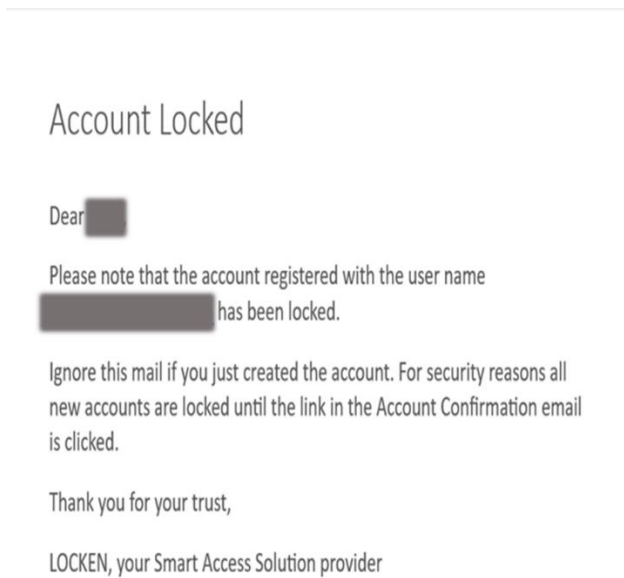 Account Locked
Dear
Please note that the account registered with the user name
has been locked.
Ignore this mail if you just created the account. For security reasons all
new accounts are locked until the link in the Account Confirmation email
is clicked.
Thank you for your trust,
LOCKEN, your Smart Access Solution provider